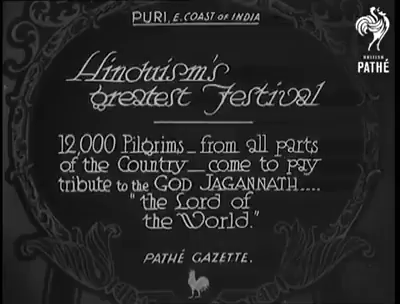 PURI, E. COAST OF INDIA
BRITISH
PATHÉ
Hinduism's
greatest Festival
12,000 Pilgrims _ from all parts
of the Country _ come to pay
tribute to the GOD JAGANNATH....
"the Lord of
the World."
PATHÉ GAZETTE.